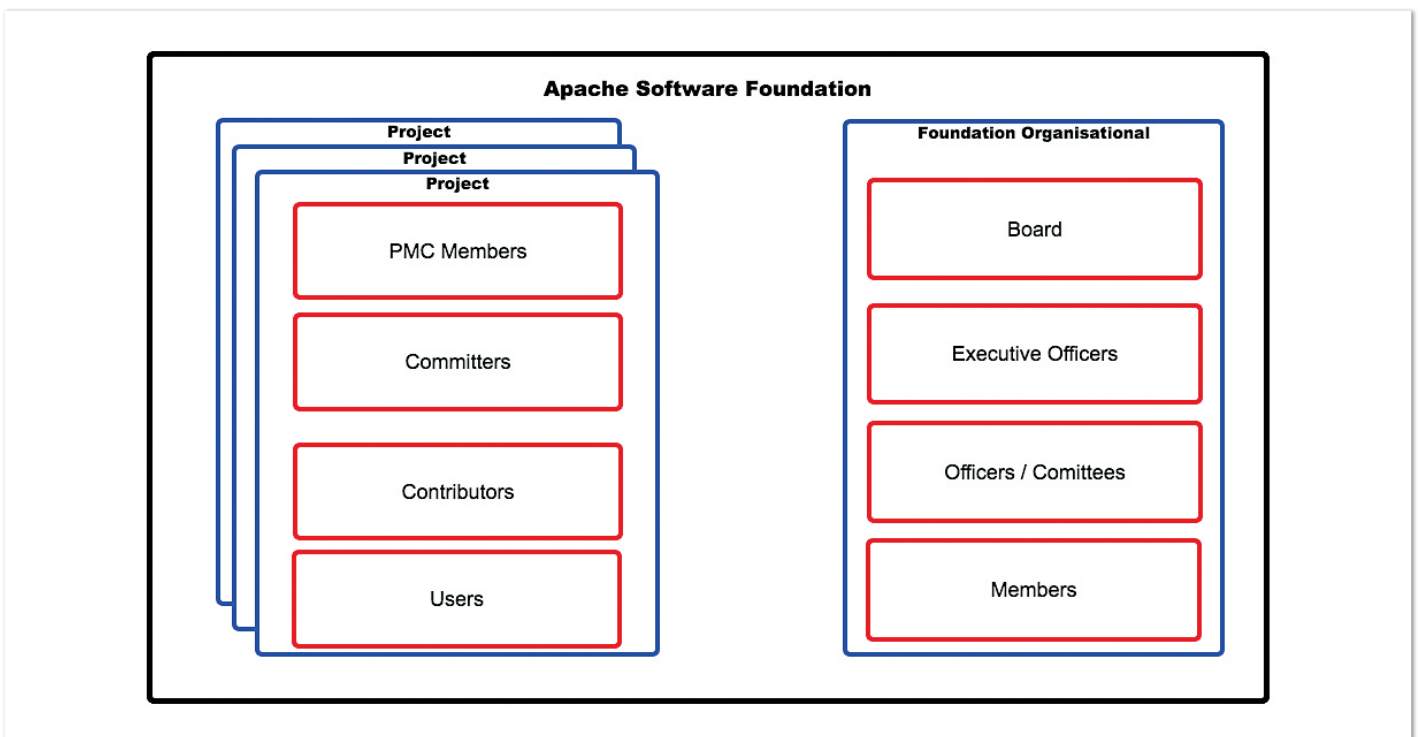 Apache Software Foundation
Project
Project
Project
PMC Members
Committers
Contributors
Users
Foundation Organisational
Board
Executive Officers
Officers / Comittees
Members